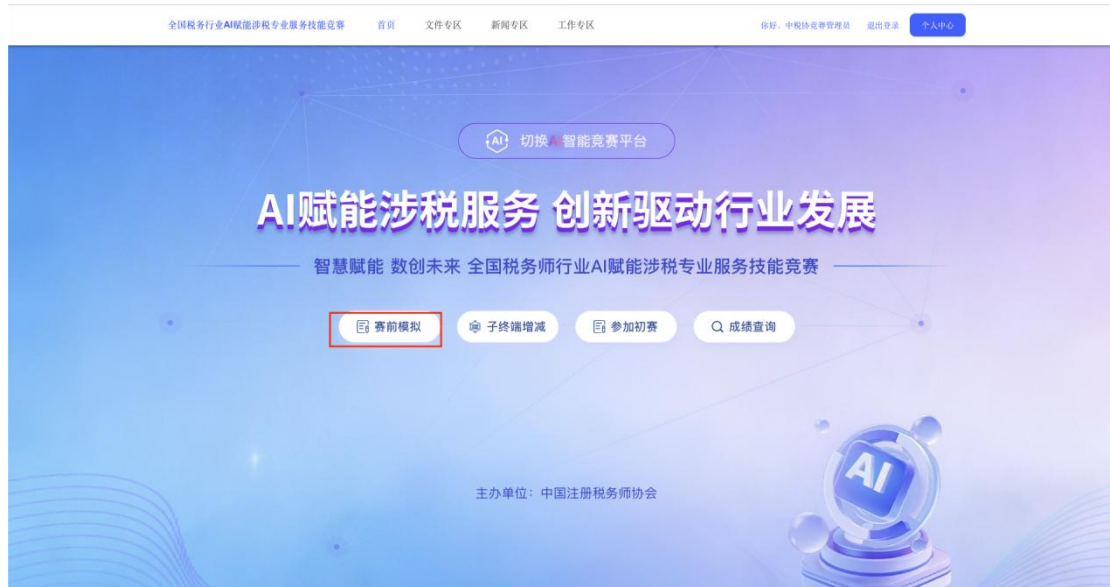 全国税务行业AI赋能涉税专业服务技能竞赛 首页 文件专区 新闻专区 工作专区 你好，中税协竞赛管理员 退出登录 个人中心
AI 切换AI智能竞赛平台
AI赋能涉税服务 创新驱动行业发展
智慧赋能 数创未来 全国税务师行业AI赋能涉税专业服务技能竞赛
赛前模拟 子终端增减 参加初赛 成绩查询
AI
主办单位：中国注册税务师协会